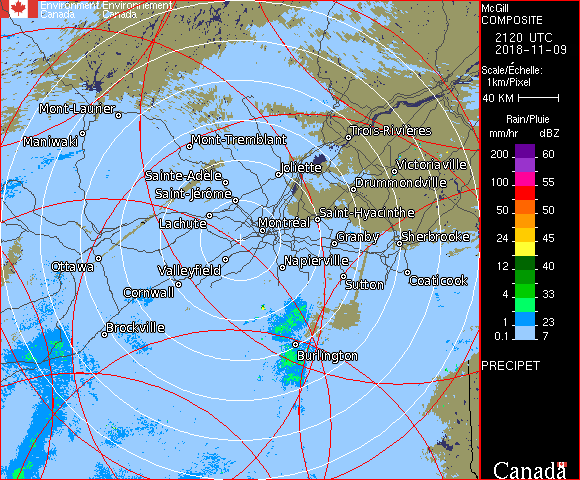 Environment Environnement
Canada Canada
McGill
COMPOSITE
2120 UTC
2018-11-09
Scale/Échelle:
1km/Pixel
40 KM
Rain/Pluie
mm/hr dBZ
200 60
100 55
50 50
24 45
12 40
4 33
1 23
0.1 7
PRECIPET
Canada
Mont-Laurier
Maniwaki
Mont-Tremblant
Trois-Rivières
Joliette
Victoriaville
Sainte-Adèle
Drummondville
Saint-Jérôme
Saint-Hyacinthe
Lachute
Montréal
Granby
Sherbrooke
Ottawa
Valleyfield
Napierville
Cornwall
Sutton
Coaticook
Brockville
Burlington